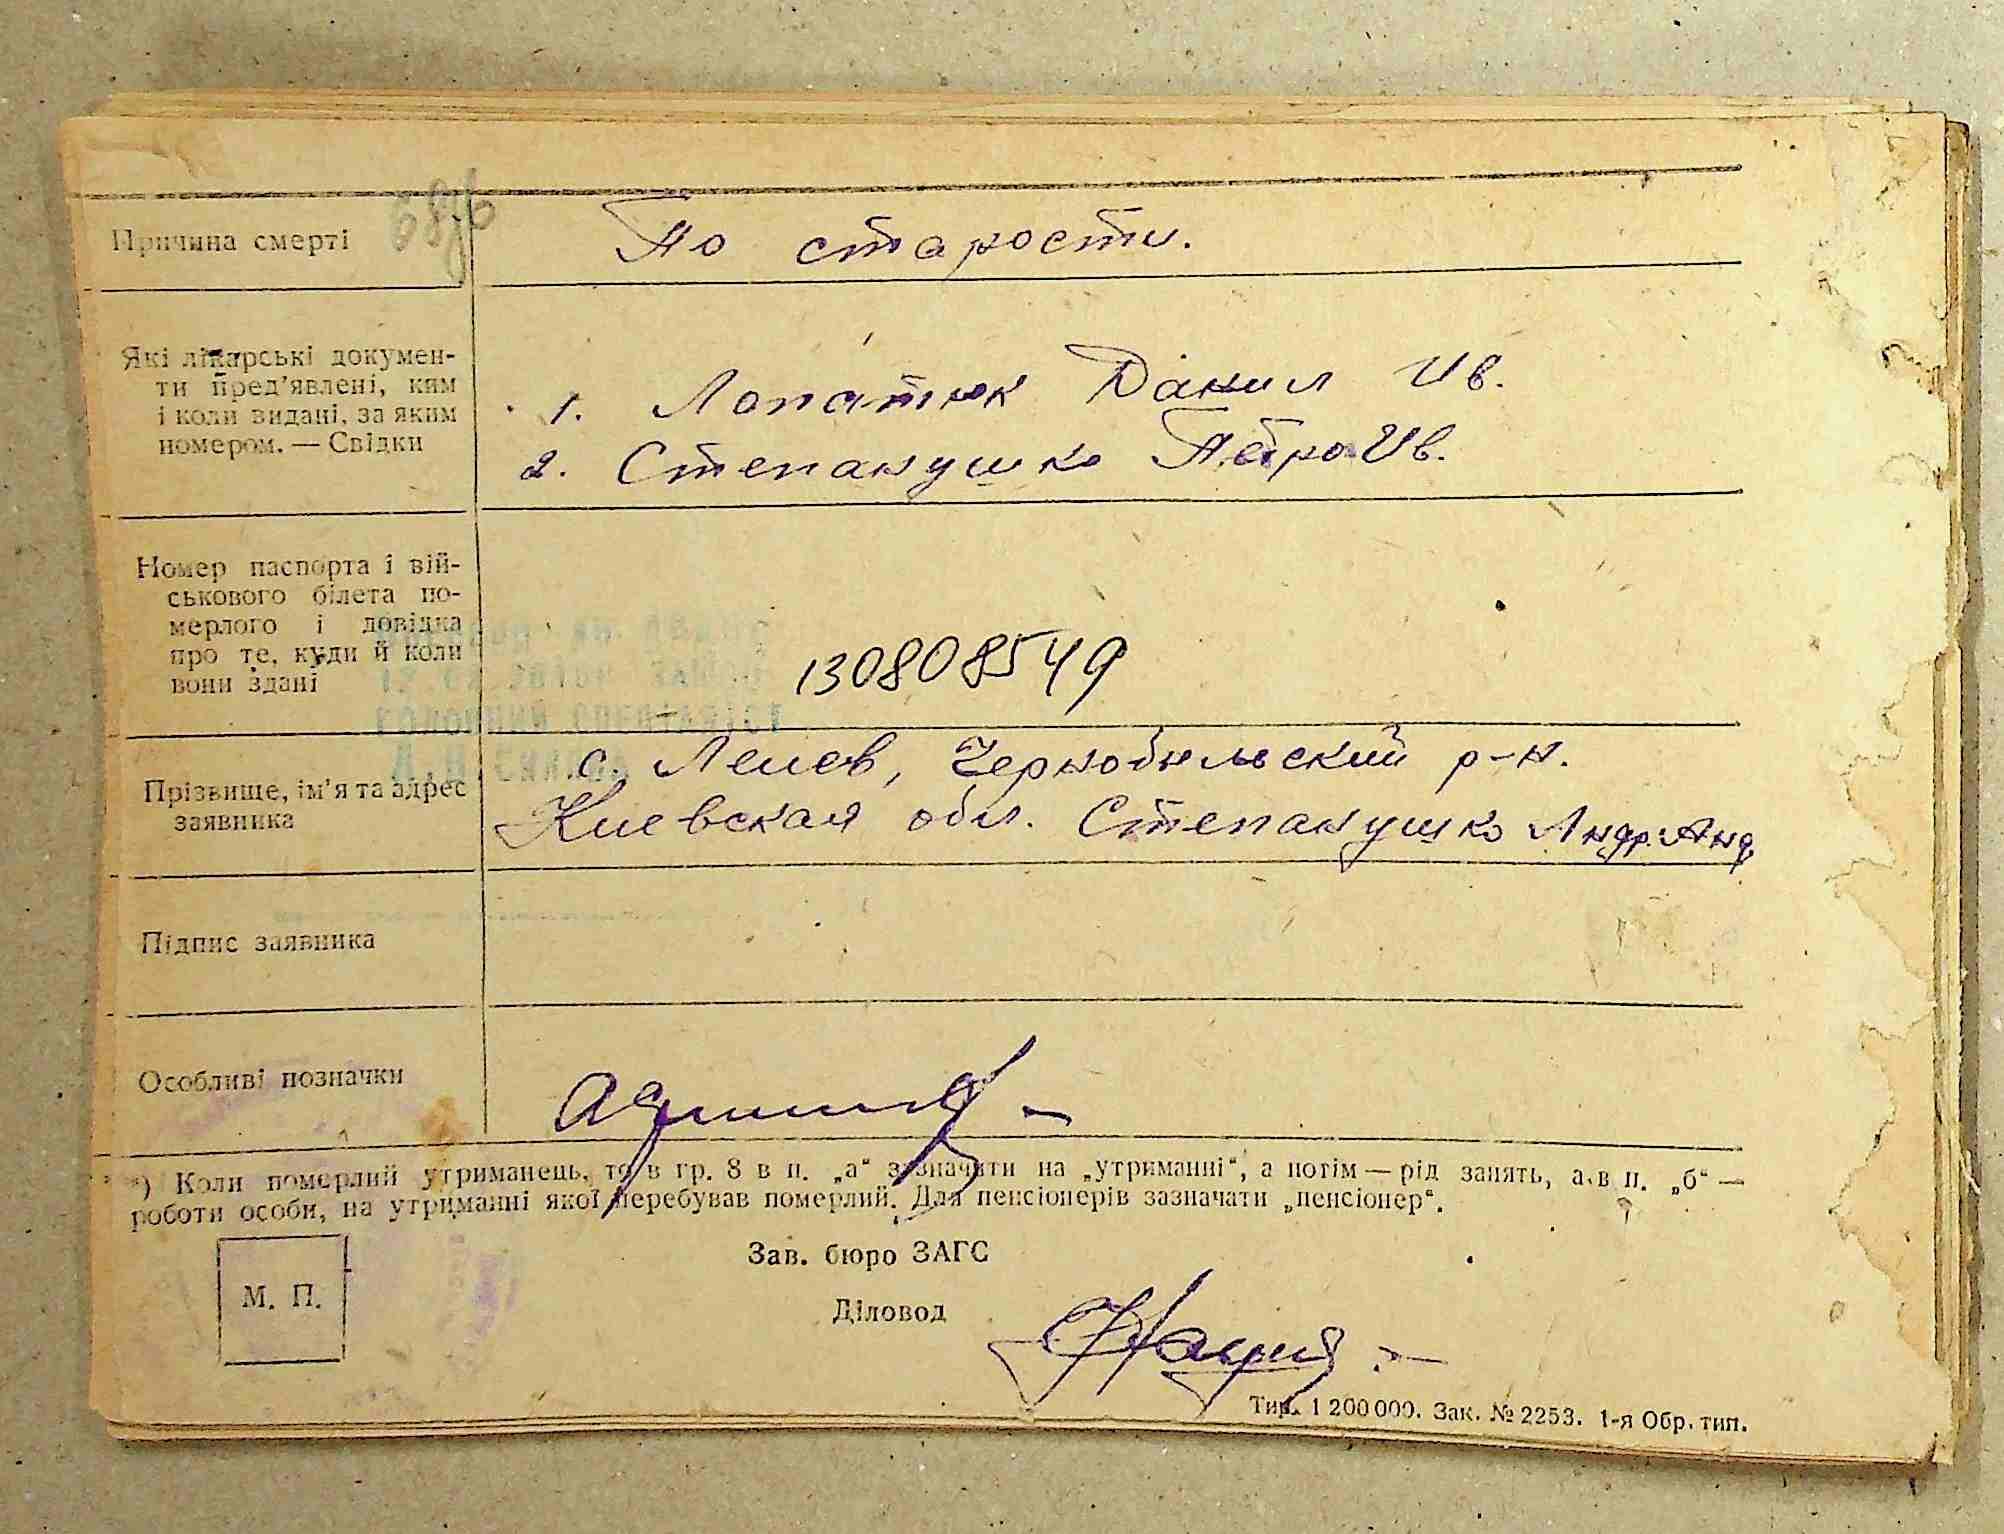 Причина смерті
По старости.
Які лікарські докумен-
ти пред'явлені, ким
і коли видані, за яким
номером. — Свідки
1. Лопатюк Данил Ив.
2. Степанушко Петро Ив.
Номер паспорта і вій-
ськового білета по-
мерлого і довідка
про те, куди й коли
вони здані
130808549
ГОЛОВНИЙ СПЕЦІАЛІСТ
Прізвище, ім'я та адрес
заявника
с. Лелев, Чернобыльский р-н.
Киевская обл. Степанушко Андр. Анд
Підпис заявника
Особливі позначки
*) Коли померлий утриманець, то в гр. 8 в п. „а“ зазначити на „утриманні“, а потім — рід занять, а в п. „б“ —
роботи особи, на утриманні якої перебував померлий. Для пенсіонерів зазначати „пенсіонер“.
М. П.
Зав. бюро ЗАГС
Діловод
Тир. 1 200 000. Зак. № 2253. 1-я Обр. тип.